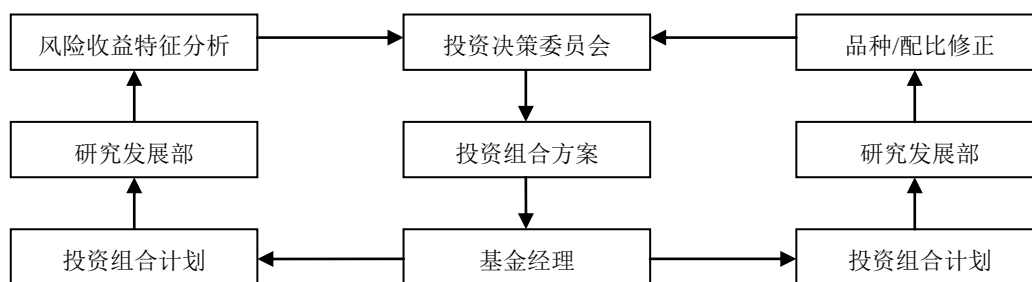 风险收益特征分析
投资决策委员会
品种/配比修正
研究发展部
投资组合方案
研究发展部
投资组合计划
基金经理
投资组合计划